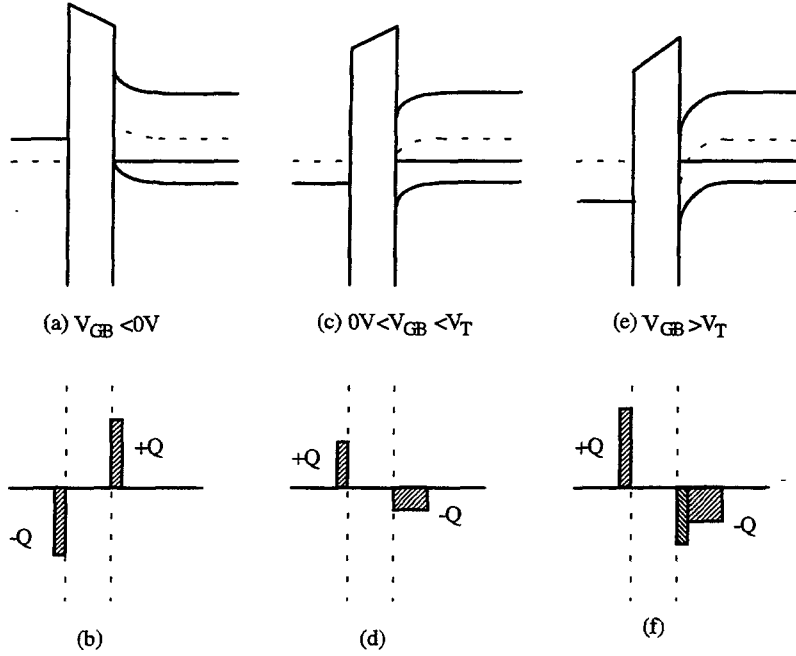 (a) V_GB <0V
(c) 0V<V_GB <V_T
(e) V_GB >V_T
+Q
-Q
+Q
-Q
+Q
-Q
(b)
(d)
(f)